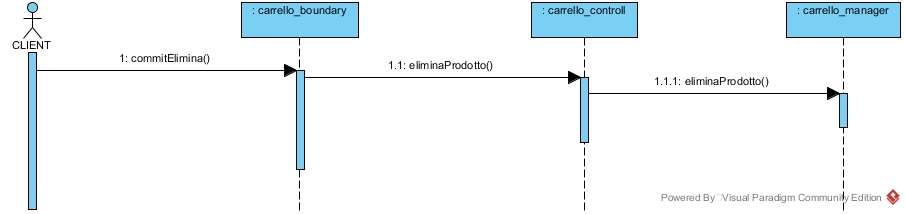 : carrello_boundary
: carrello_controll
: carrello_manager
CLIENT
1: commitElimina()
1.1: eliminaProdotto()
1.1.1: eliminaProdotto()
Powered By Visual Paradigm Community Edition